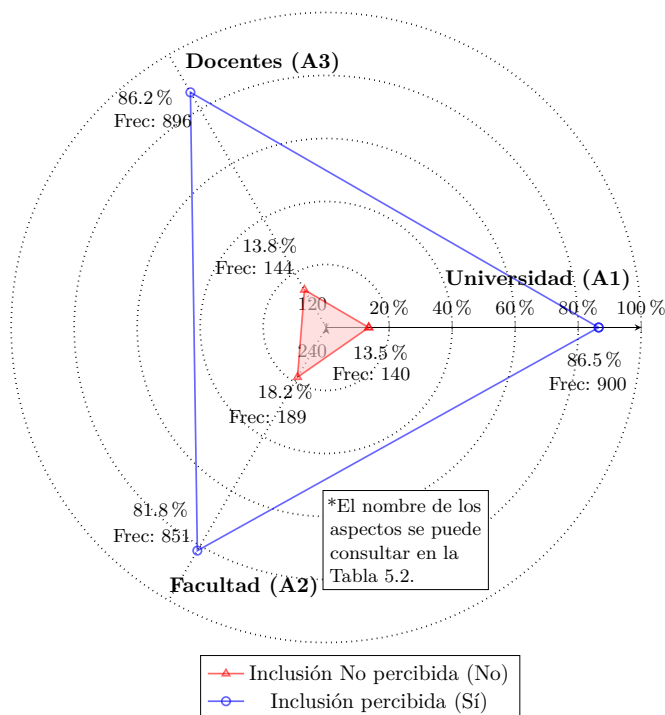 Docentes (A3)
86.2 %
Frec: 896
13.8 %
Frec: 144
Universidad (A1)
120
20 %
40 %
60 %
80 %
100 %
240
13.5 %
Frec: 140
86.5 %
Frec: 900
18.2 %
Frec: 189
81.8 %
Frec: 851
*El nombre de los
aspectos se puede
consultar en la
Tabla 5.2.
Facultad (A2)
Inclusión No percibida (No)
Inclusión percibida (Sí)